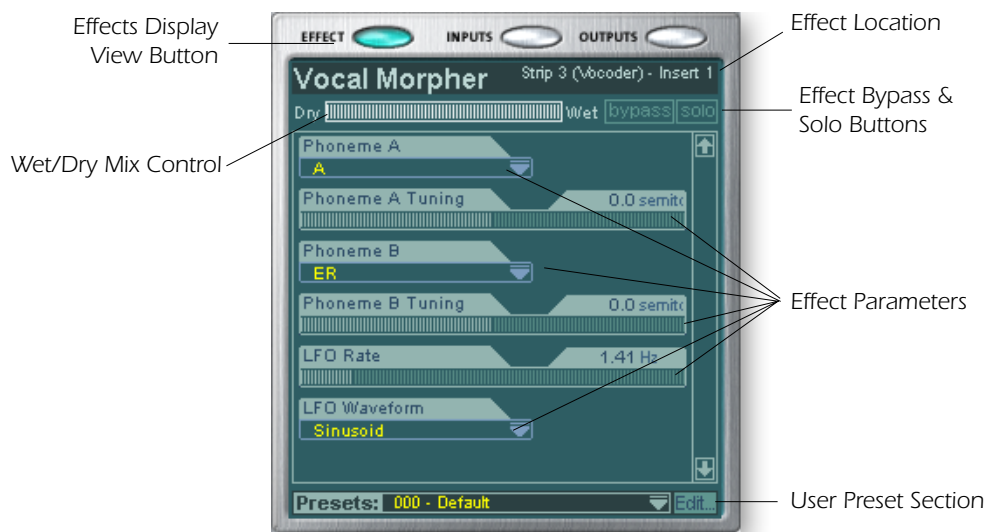 Effects Display
View Button
EFFECT INPUTS OUTPUTS
Effect Location
Vocal Morpher Strip 3 (Vocoder) - Insert 1
Dry Wet bypass solo
Effect Bypass &
Solo Buttons
Wet/Dry Mix Control
Phoneme A
A
Phoneme A Tuning 0.0 semito
Phoneme B
ER
Effect Parameters
Phoneme B Tuning 0.0 semito
LFO Rate 1.41 Hz
LFO Waveform
Sinusoid
Presets: 000 - Default Edit...
User Preset Section